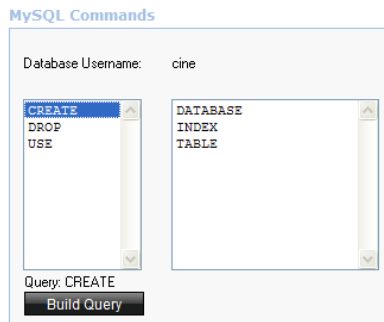 MySQL Commands
Database Username: cine
CREATE
DROP
USE
DATABASE
INDEX
TABLE
Query: CREATE
Build Query